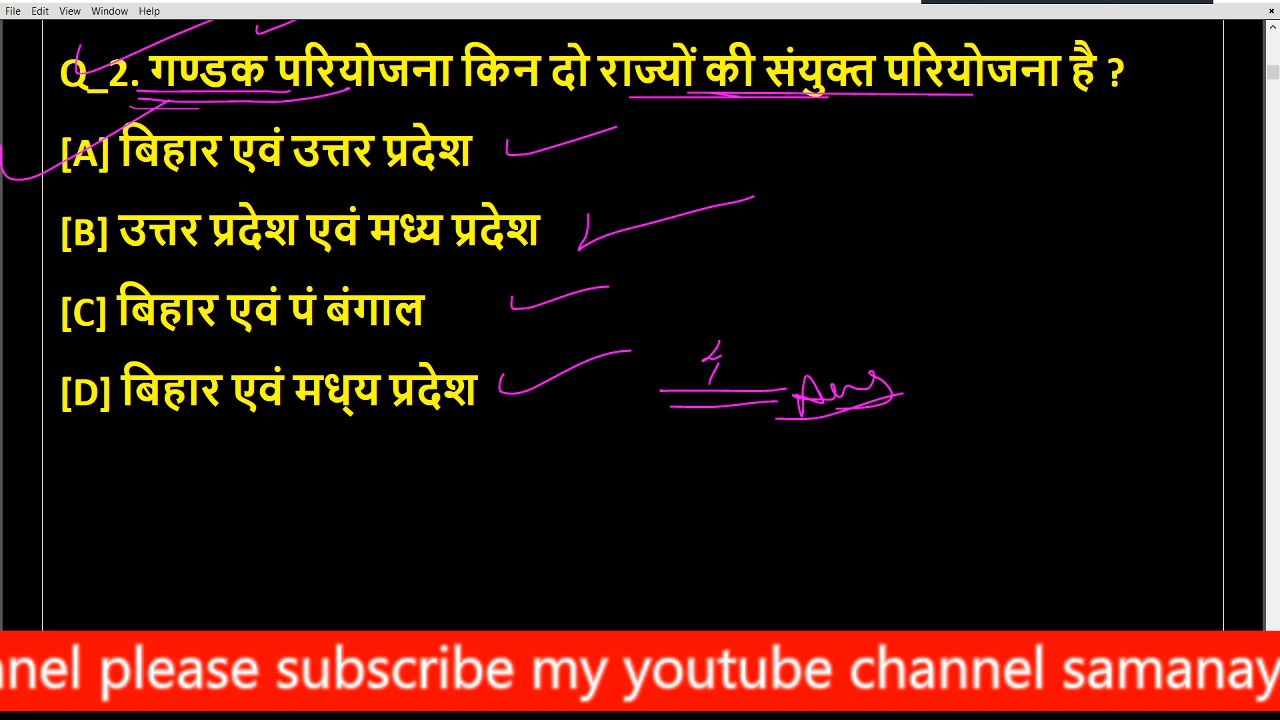 File Edit View Window Help
Q_2. गण्डक परियोजना किन दो राज्यों की संयुक्त परियोजना है ?
[A] बिहार एवं उत्तर प्रदेश
[B] उत्तर प्रदेश एवं मध्य प्रदेश
[C] बिहार एवं पं बंगाल
[D] बिहार एवं मध्‌य प्रदेश
Ans
nnel please subscribe my youtube channel samanay